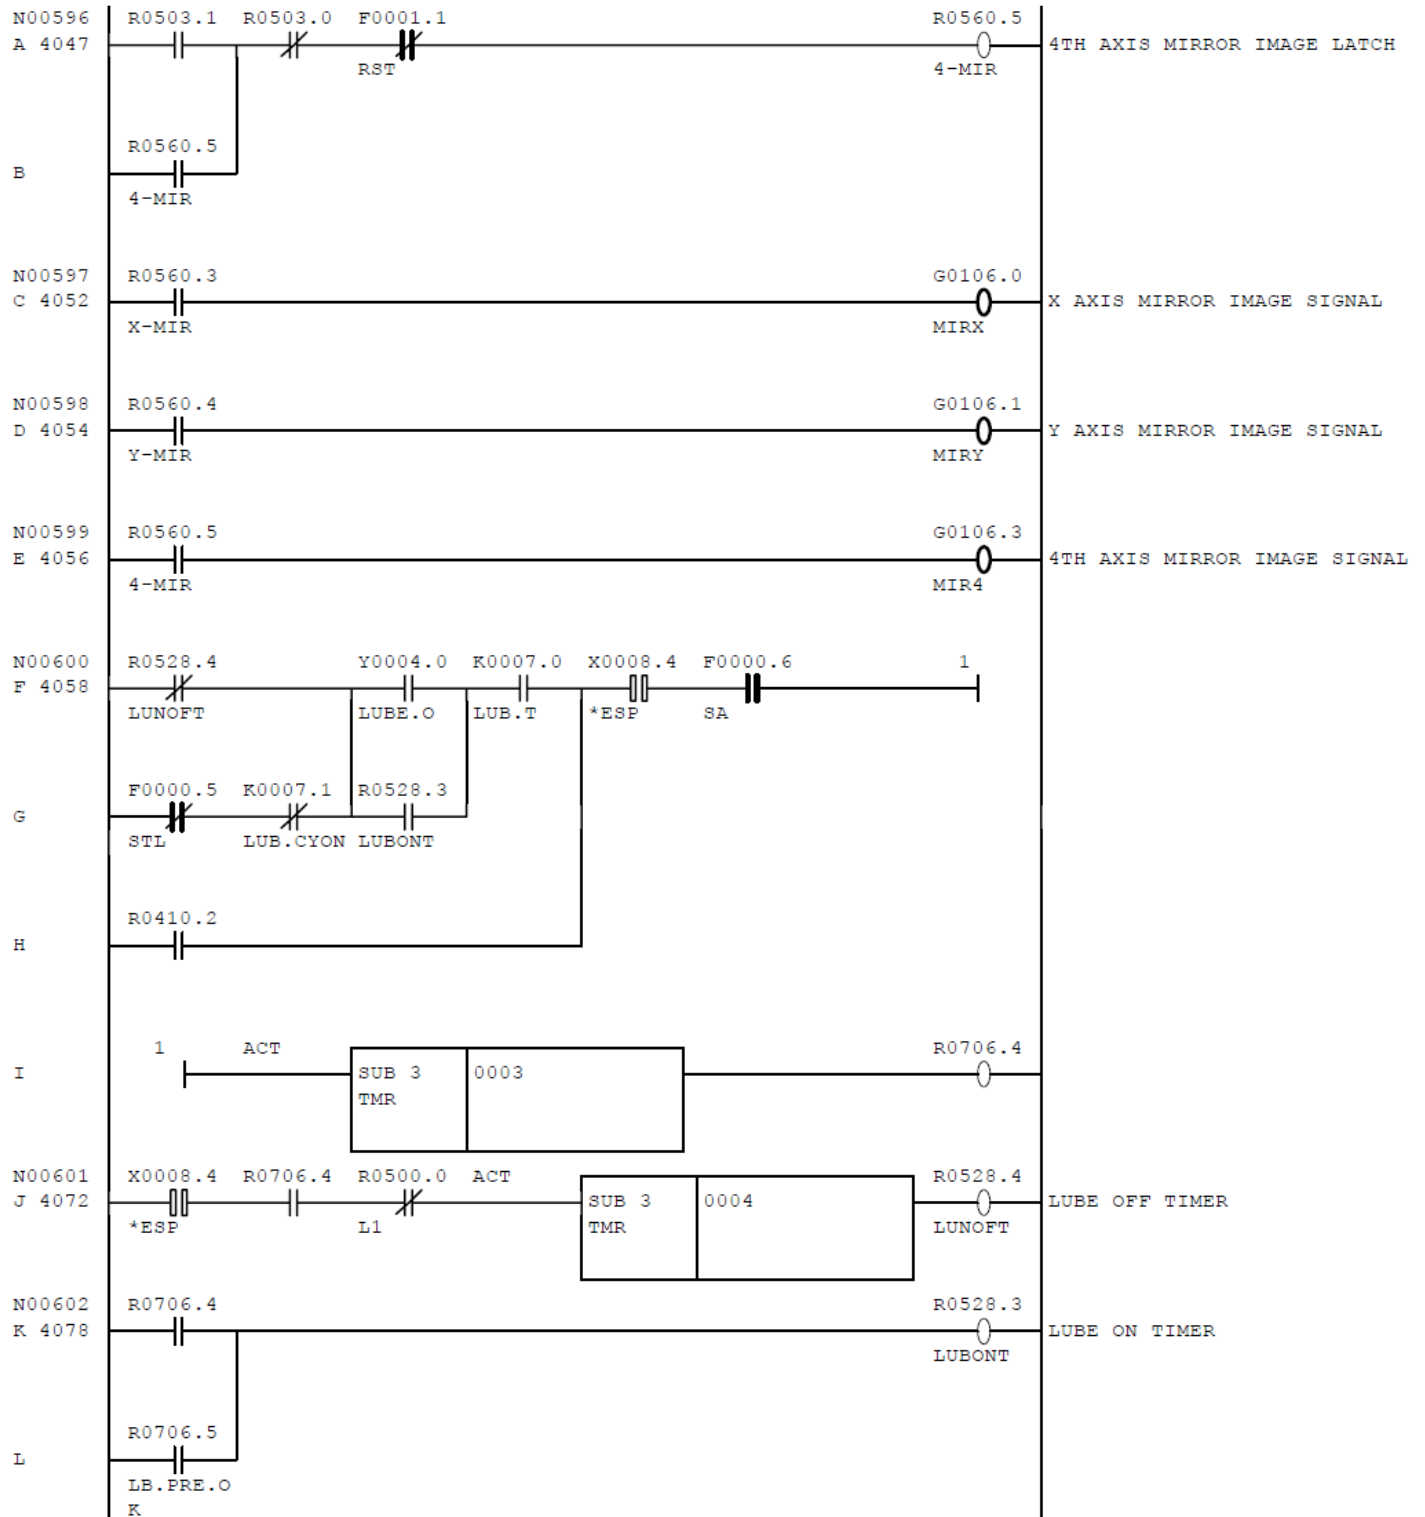 N00596 R0503.1 R0503.0 F0001.1 R0560.5
A 4047 4TH AXIS MIRROR IMAGE LATCH
RST 4-MIR
R0560.5
B
4-MIR
N00597 R0560.3 G0106.0
C 4052 X AXIS MIRROR IMAGE SIGNAL
X-MIR MIRX
N00598 R0560.4 G0106.1
D 4054 Y AXIS MIRROR IMAGE SIGNAL
Y-MIR MIRY
N00599 R0560.5 G0106.3
E 4056 4TH AXIS MIRROR IMAGE SIGNAL
4-MIR MIR4
N00600 R0528.4 Y0004.0 K0007.0 X0008.4 F0000.6 1
F 4058
LUNOFT LUBE.O LUB.T *ESP SA
F0000.5 K0007.1 R0528.3
G
STL LUB.CYON LUBONT
R0410.2
H
1 ACT R0706.4
I SUB 3 0003
TMR
N00601 X0008.4 R0706.4 R0500.0 ACT R0528.4
J 4072 SUB 3 0004 LUBE OFF TIMER
*ESP L1 TMR LUNOFT
N00602 R0706.4 R0528.3
K 4078 LUBE ON TIMER
LUBONT
R0706.5
L
LB.PRE.O
K